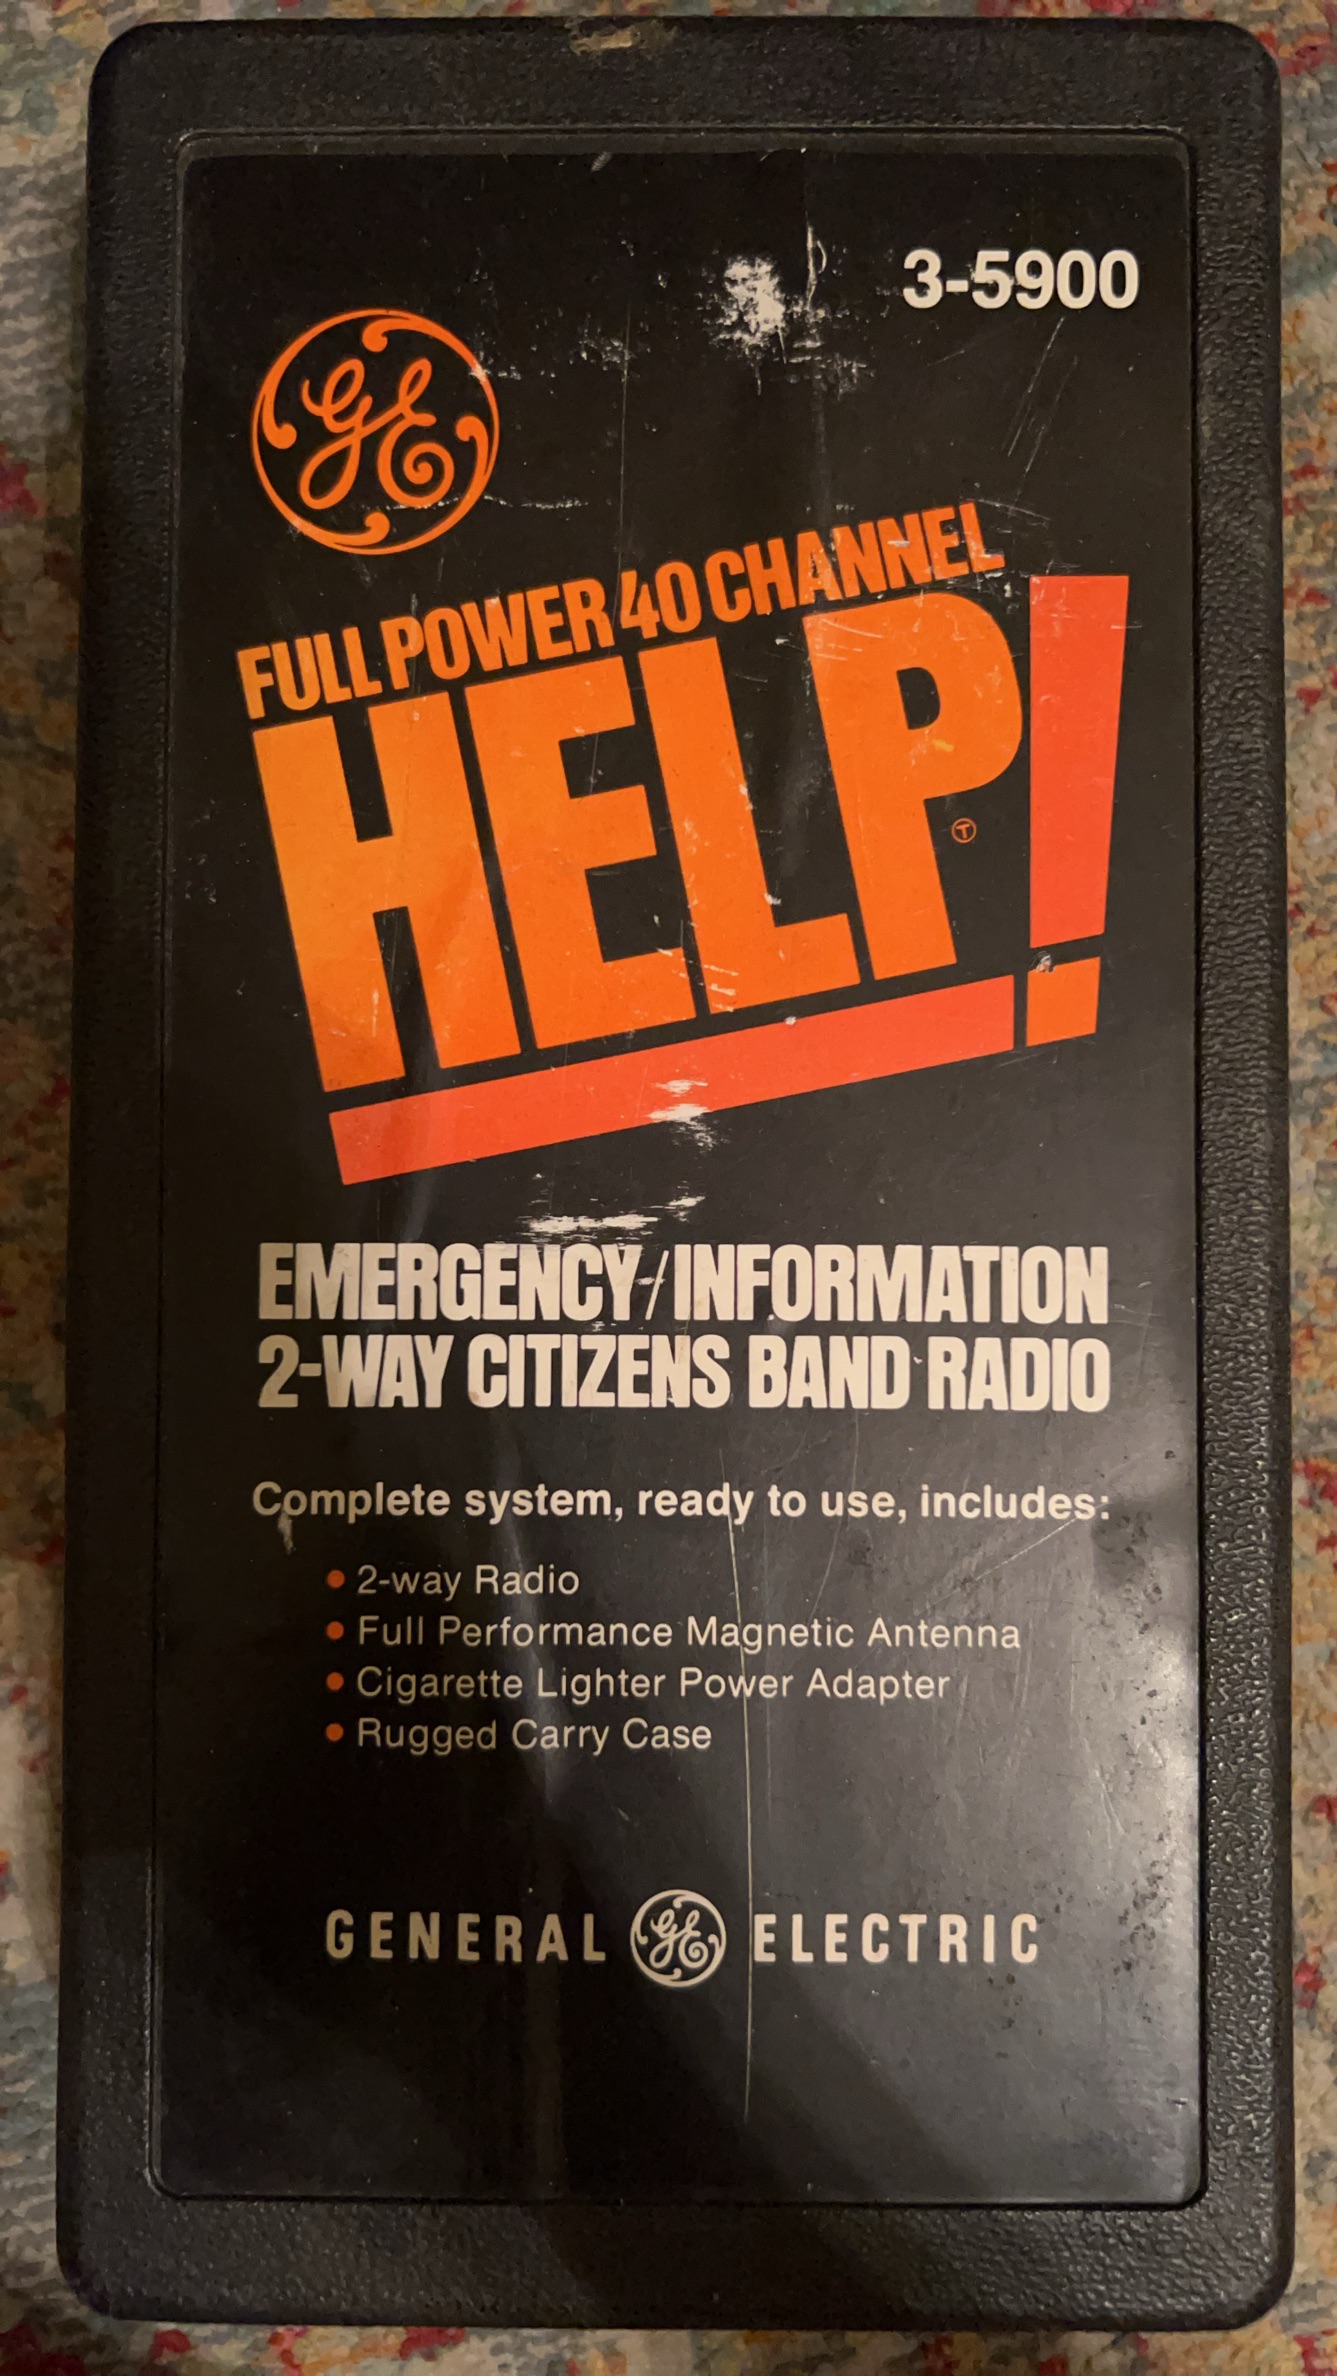 3-5900
GE
FULL POWER 40 CHANNEL
HELP!
Ⓣ
EMERGENCY/INFORMATION
2-WAY CITIZENS BAND RADIO
Complete system, ready to use, includes:
• 2-way Radio
• Full Performance Magnetic Antenna
• Cigarette Lighter Power Adapter
• Rugged Carry Case
GENERAL GE ELECTRIC